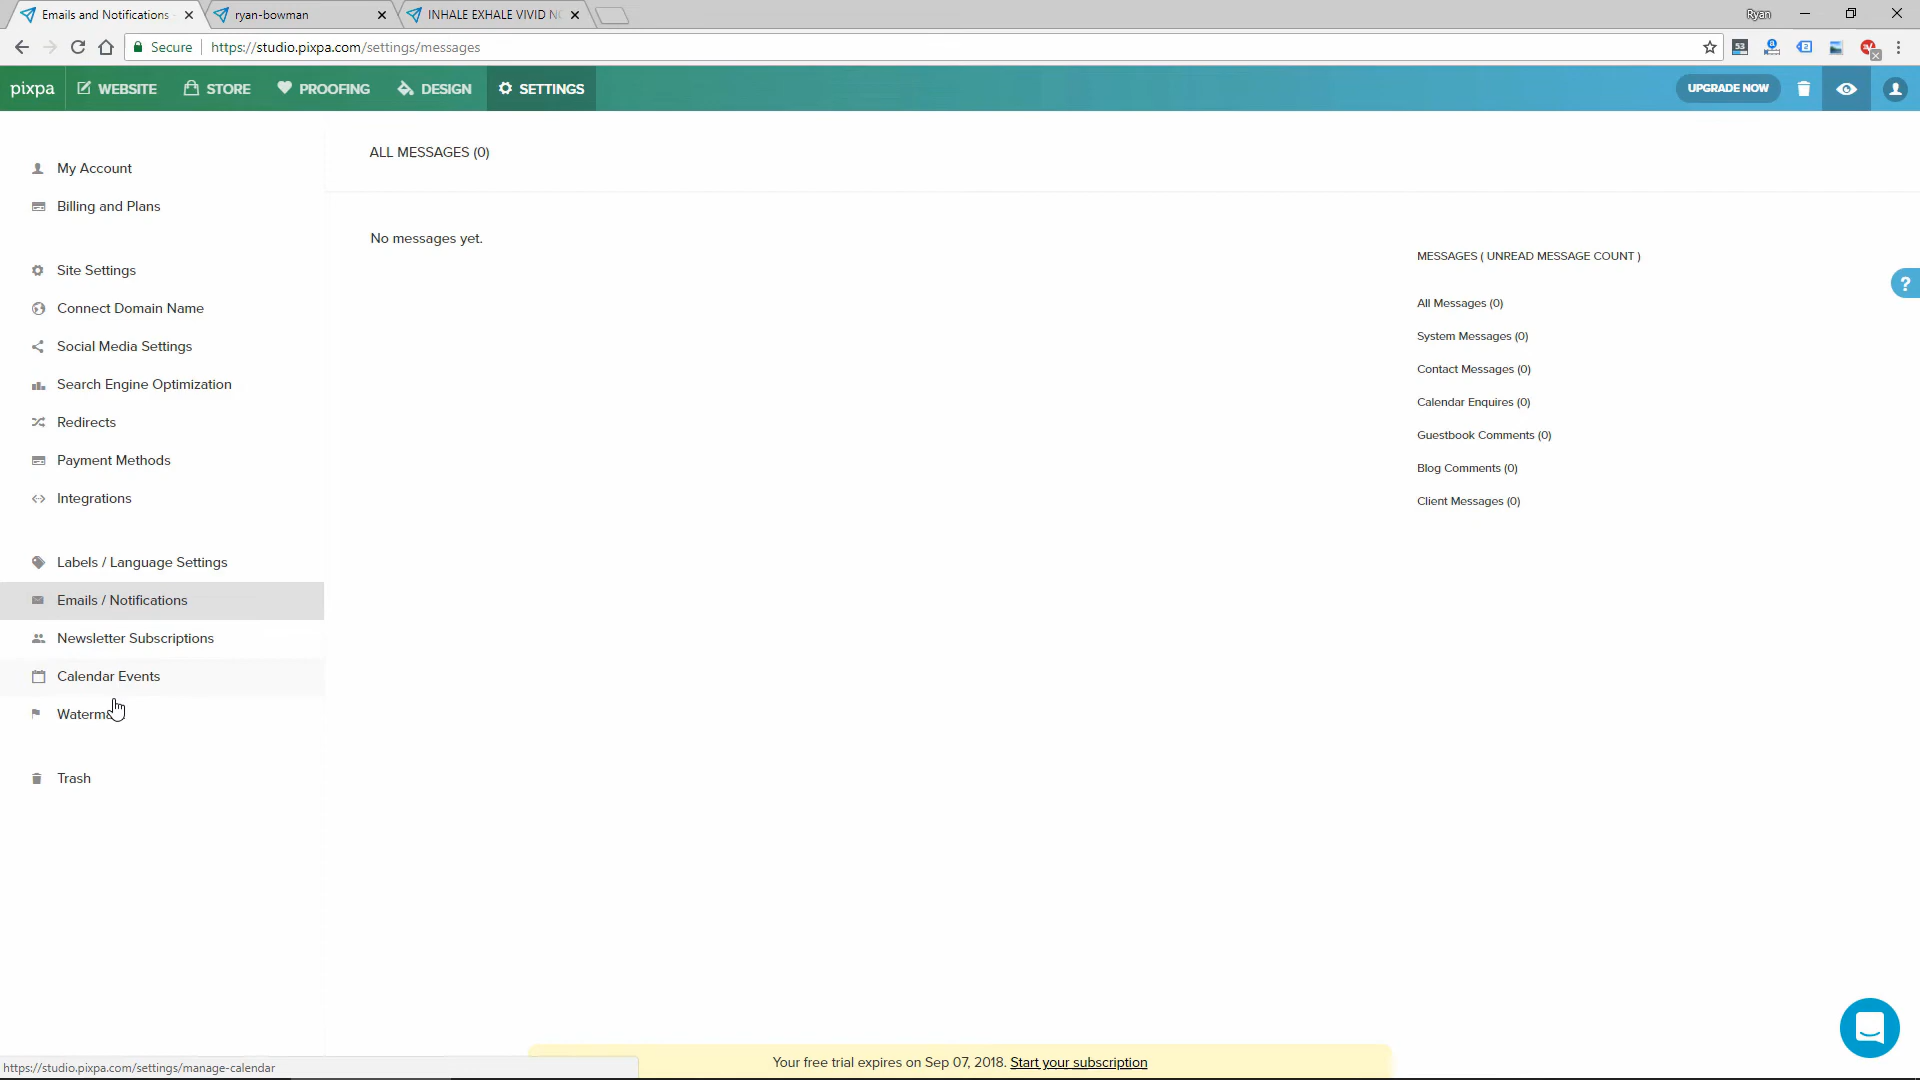 Emails and Notifications
ryan-bowman
INHALE EXHALE VIVID N
Ryan
Secure
https://studio.pixpa.com/settings/messages
53
2
pixpa
WEBSITE
STORE
PROOFING
DESIGN
SETTINGS
UPGRADE NOW
My Account
Billing and Plans
Site Settings
Connect Domain Name
Social Media Settings
Search Engine Optimization
Redirects
Payment Methods
Integrations
Labels / Language Settings
Emails / Notifications
Newsletter Subscriptions
Calendar Events
Waterma
Trash
ALL MESSAGES (0)
No messages yet.
MESSAGES ( UNREAD MESSAGE COUNT )
All Messages (0)
System Messages (0)
Contact Messages (0)
Calendar Enquires (0)
Guestbook Comments (0)
Blog Comments (0)
Client Messages (0)
?
Your free trial expires on Sep 07, 2018. Start your subscription
https://studio.pixpa.com/settings/manage-calendar